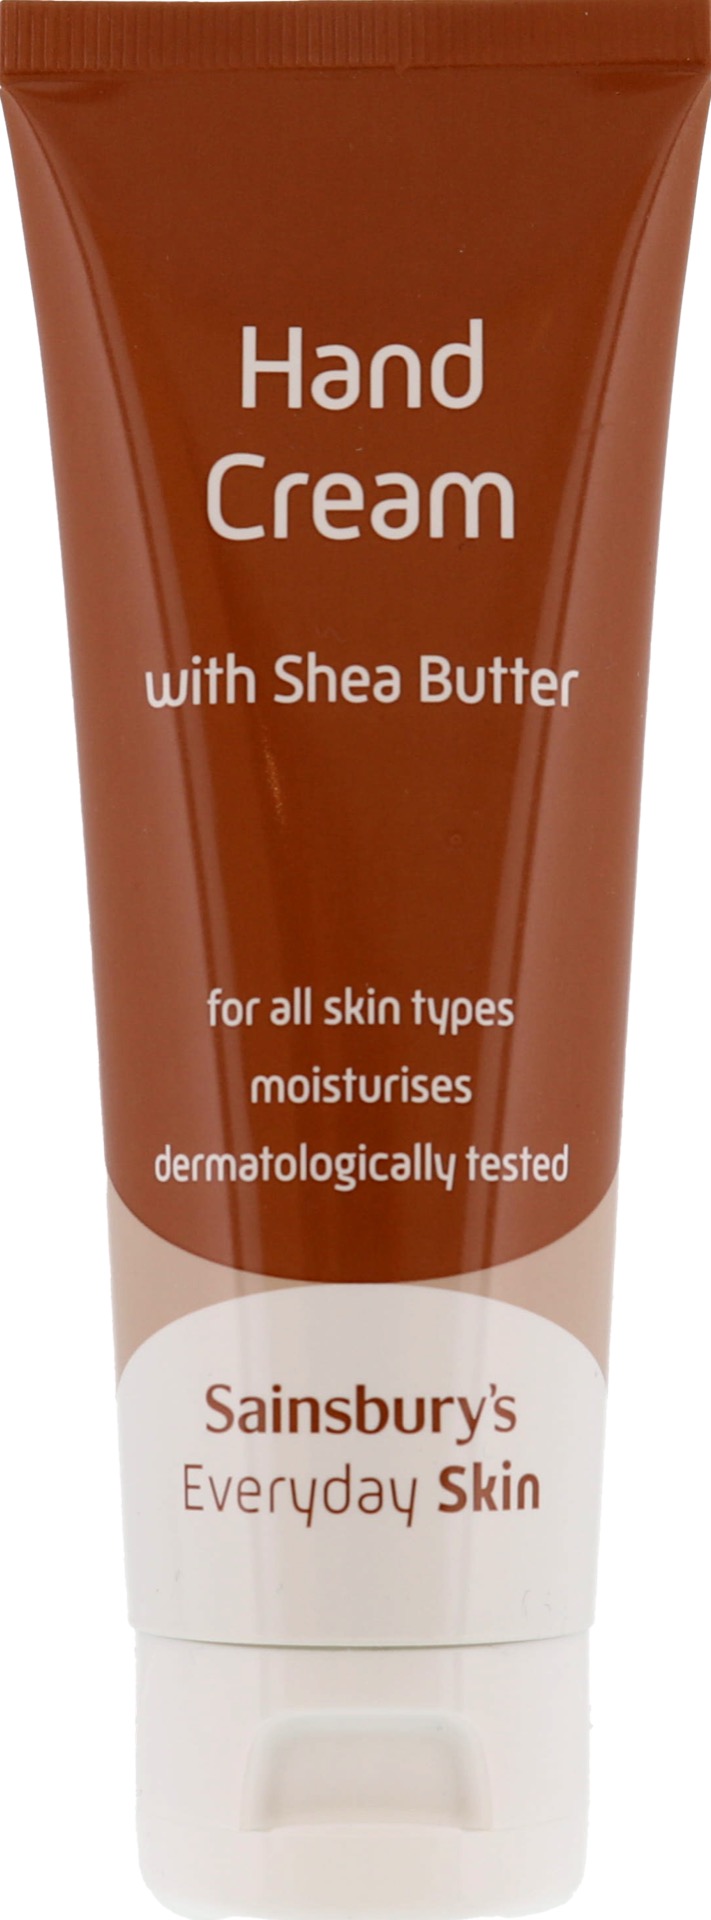 Hand
Cream
with Shea Butter
for all skin types
moisturises
dermatologically tested
Sainsbury's
Everyday Skin